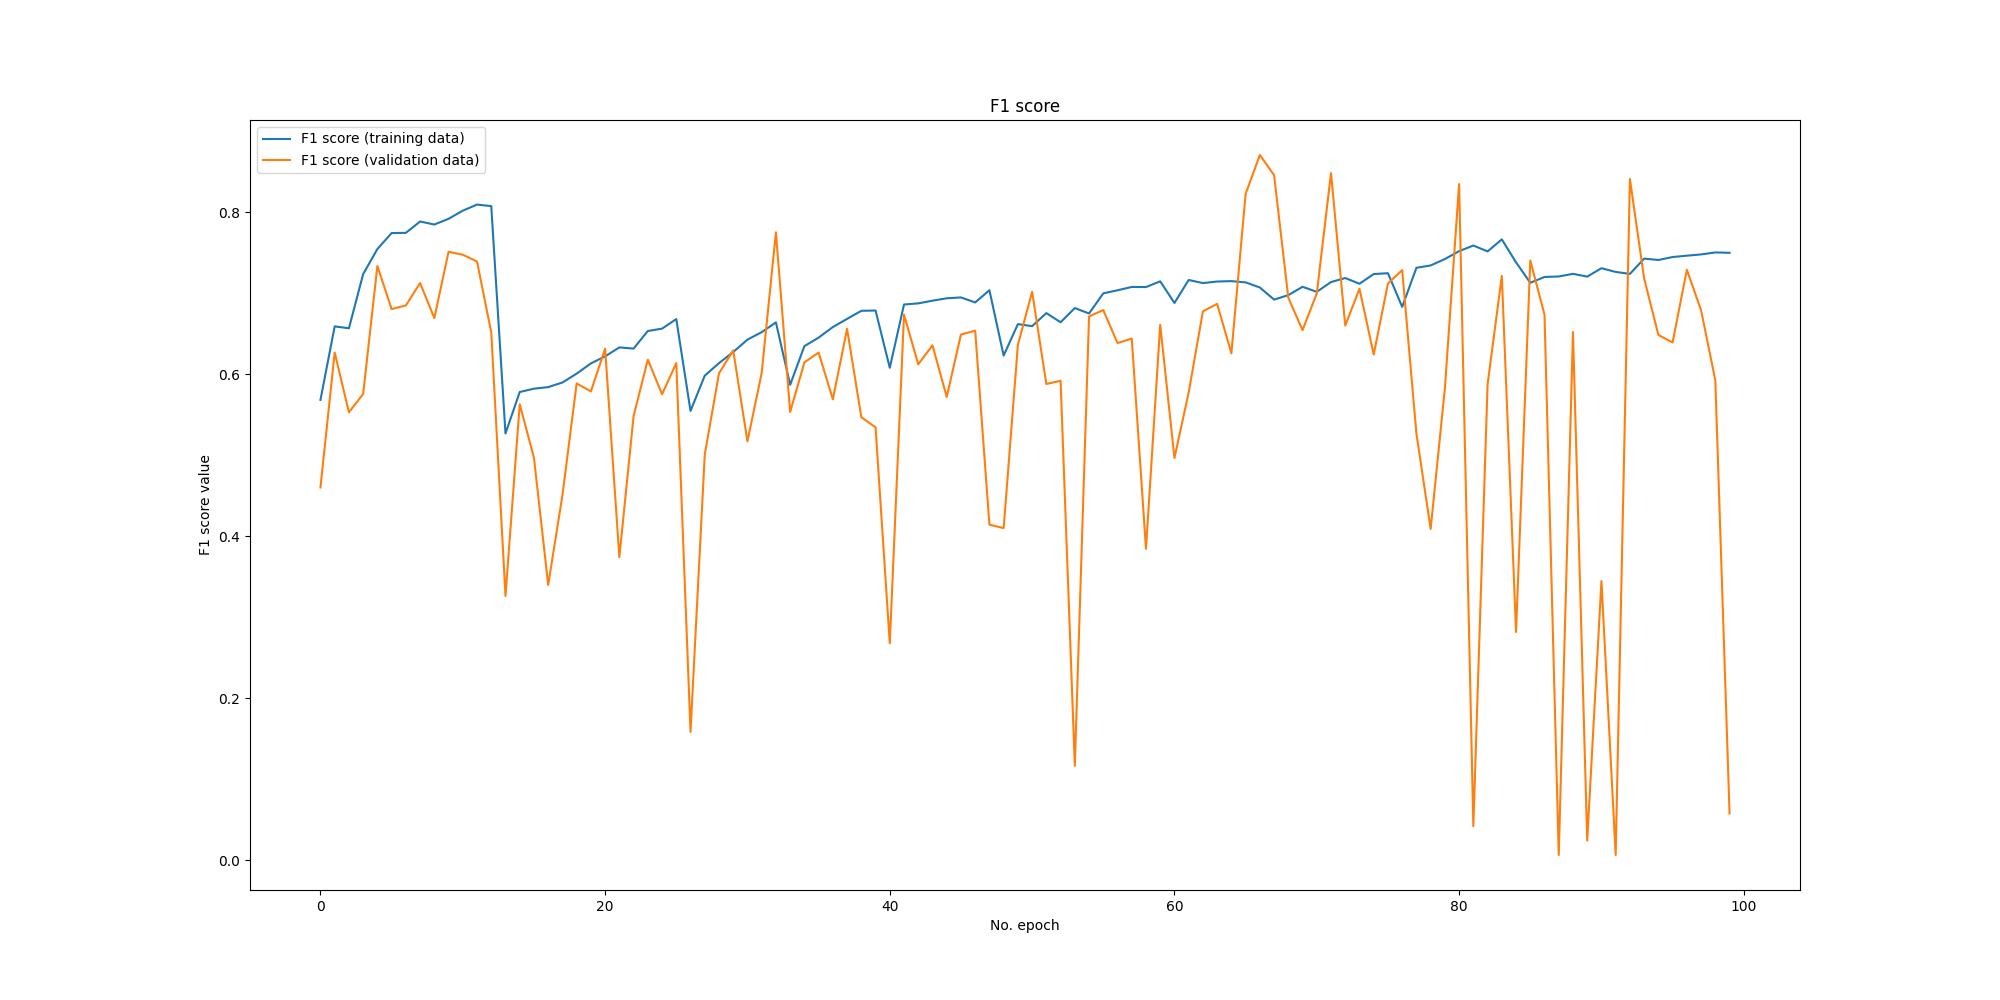 F1 score
F1 score (training data)
F1 score (validation data)
F1 score value
0.8
0.6
0.4
0.2
0.0
0 20 40 60 80 100
No. epoch